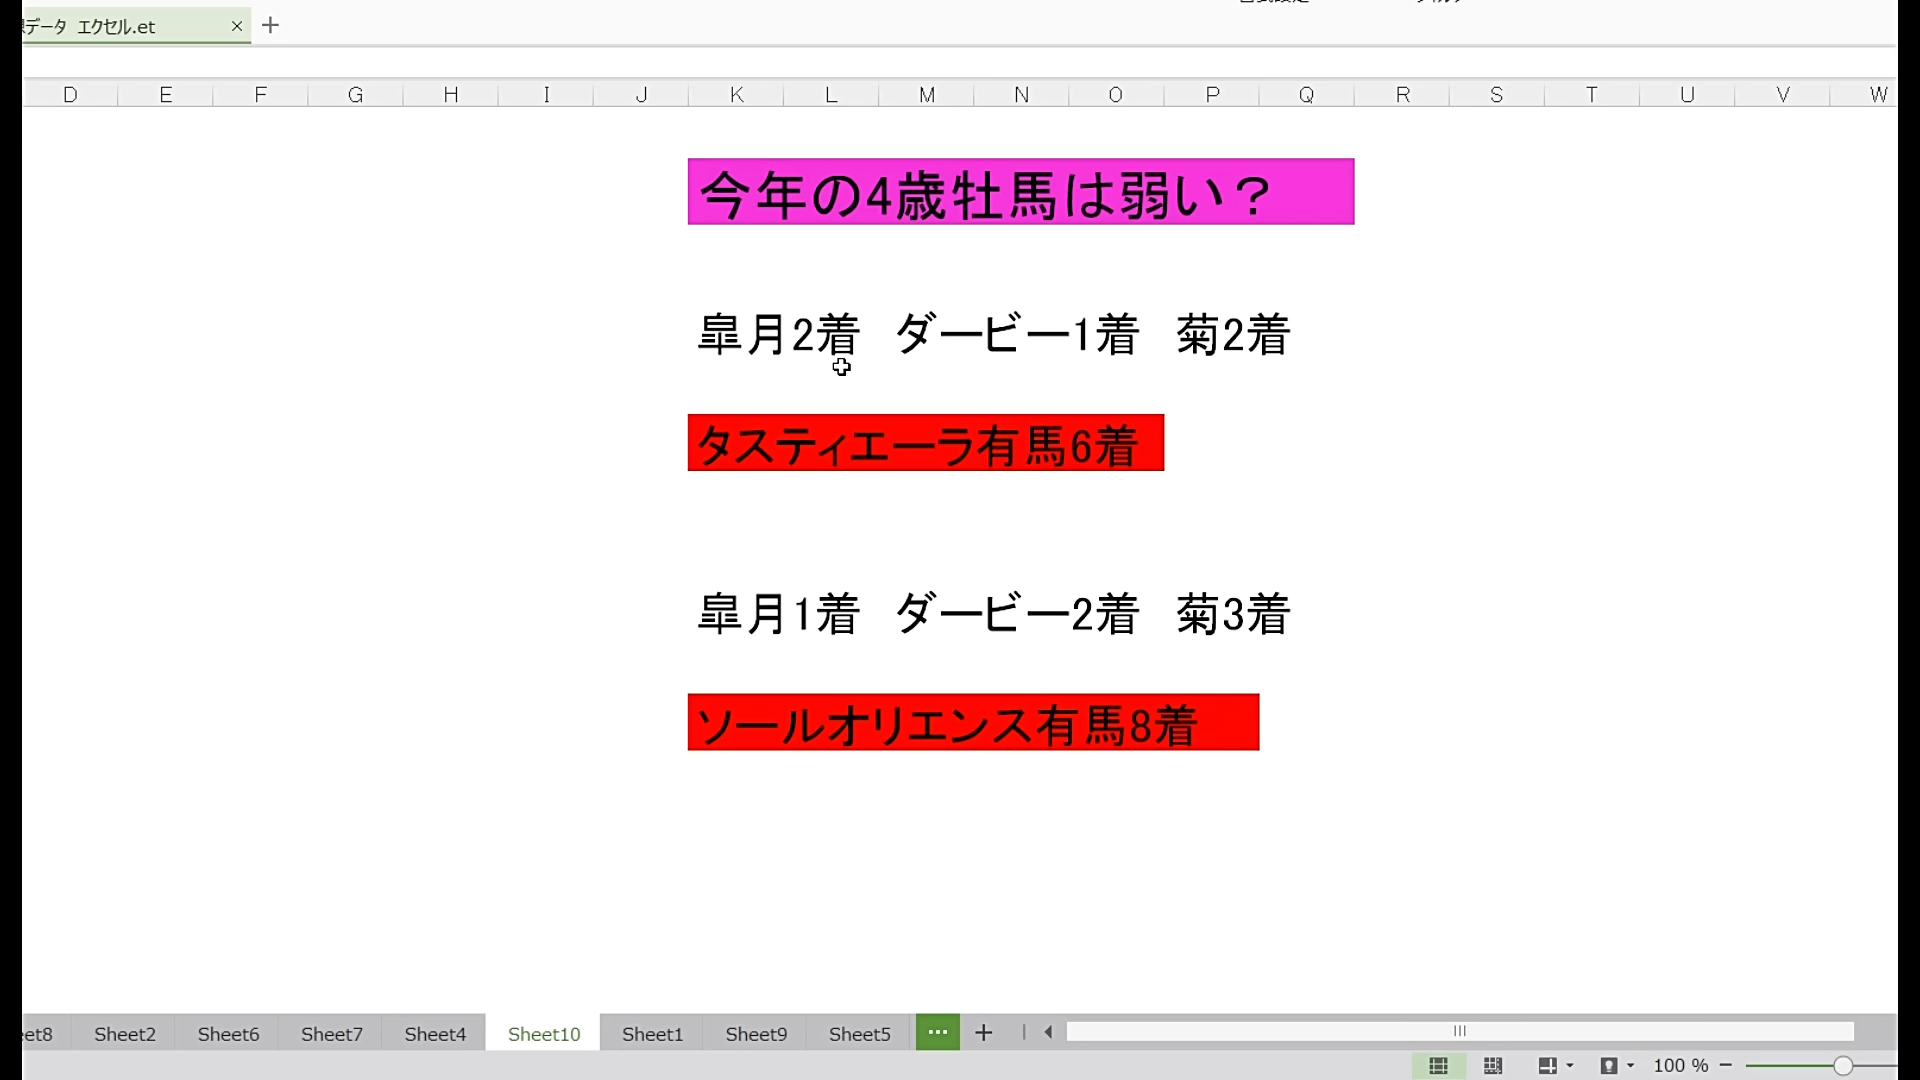 データ エクセル.et
D E F G H I J K L M N O P Q R S T U V W
今年の4歳牡馬は弱い？
皐月2着 ダービー1着 菊2着
タスティエーラ有馬6着
皐月1着 ダービー2着 菊3着
ソールオリエンス有馬8着
eet8 Sheet2 Sheet6 Sheet7 Sheet4 Sheet10 Sheet1 Sheet9 Sheet5 ···
100 %